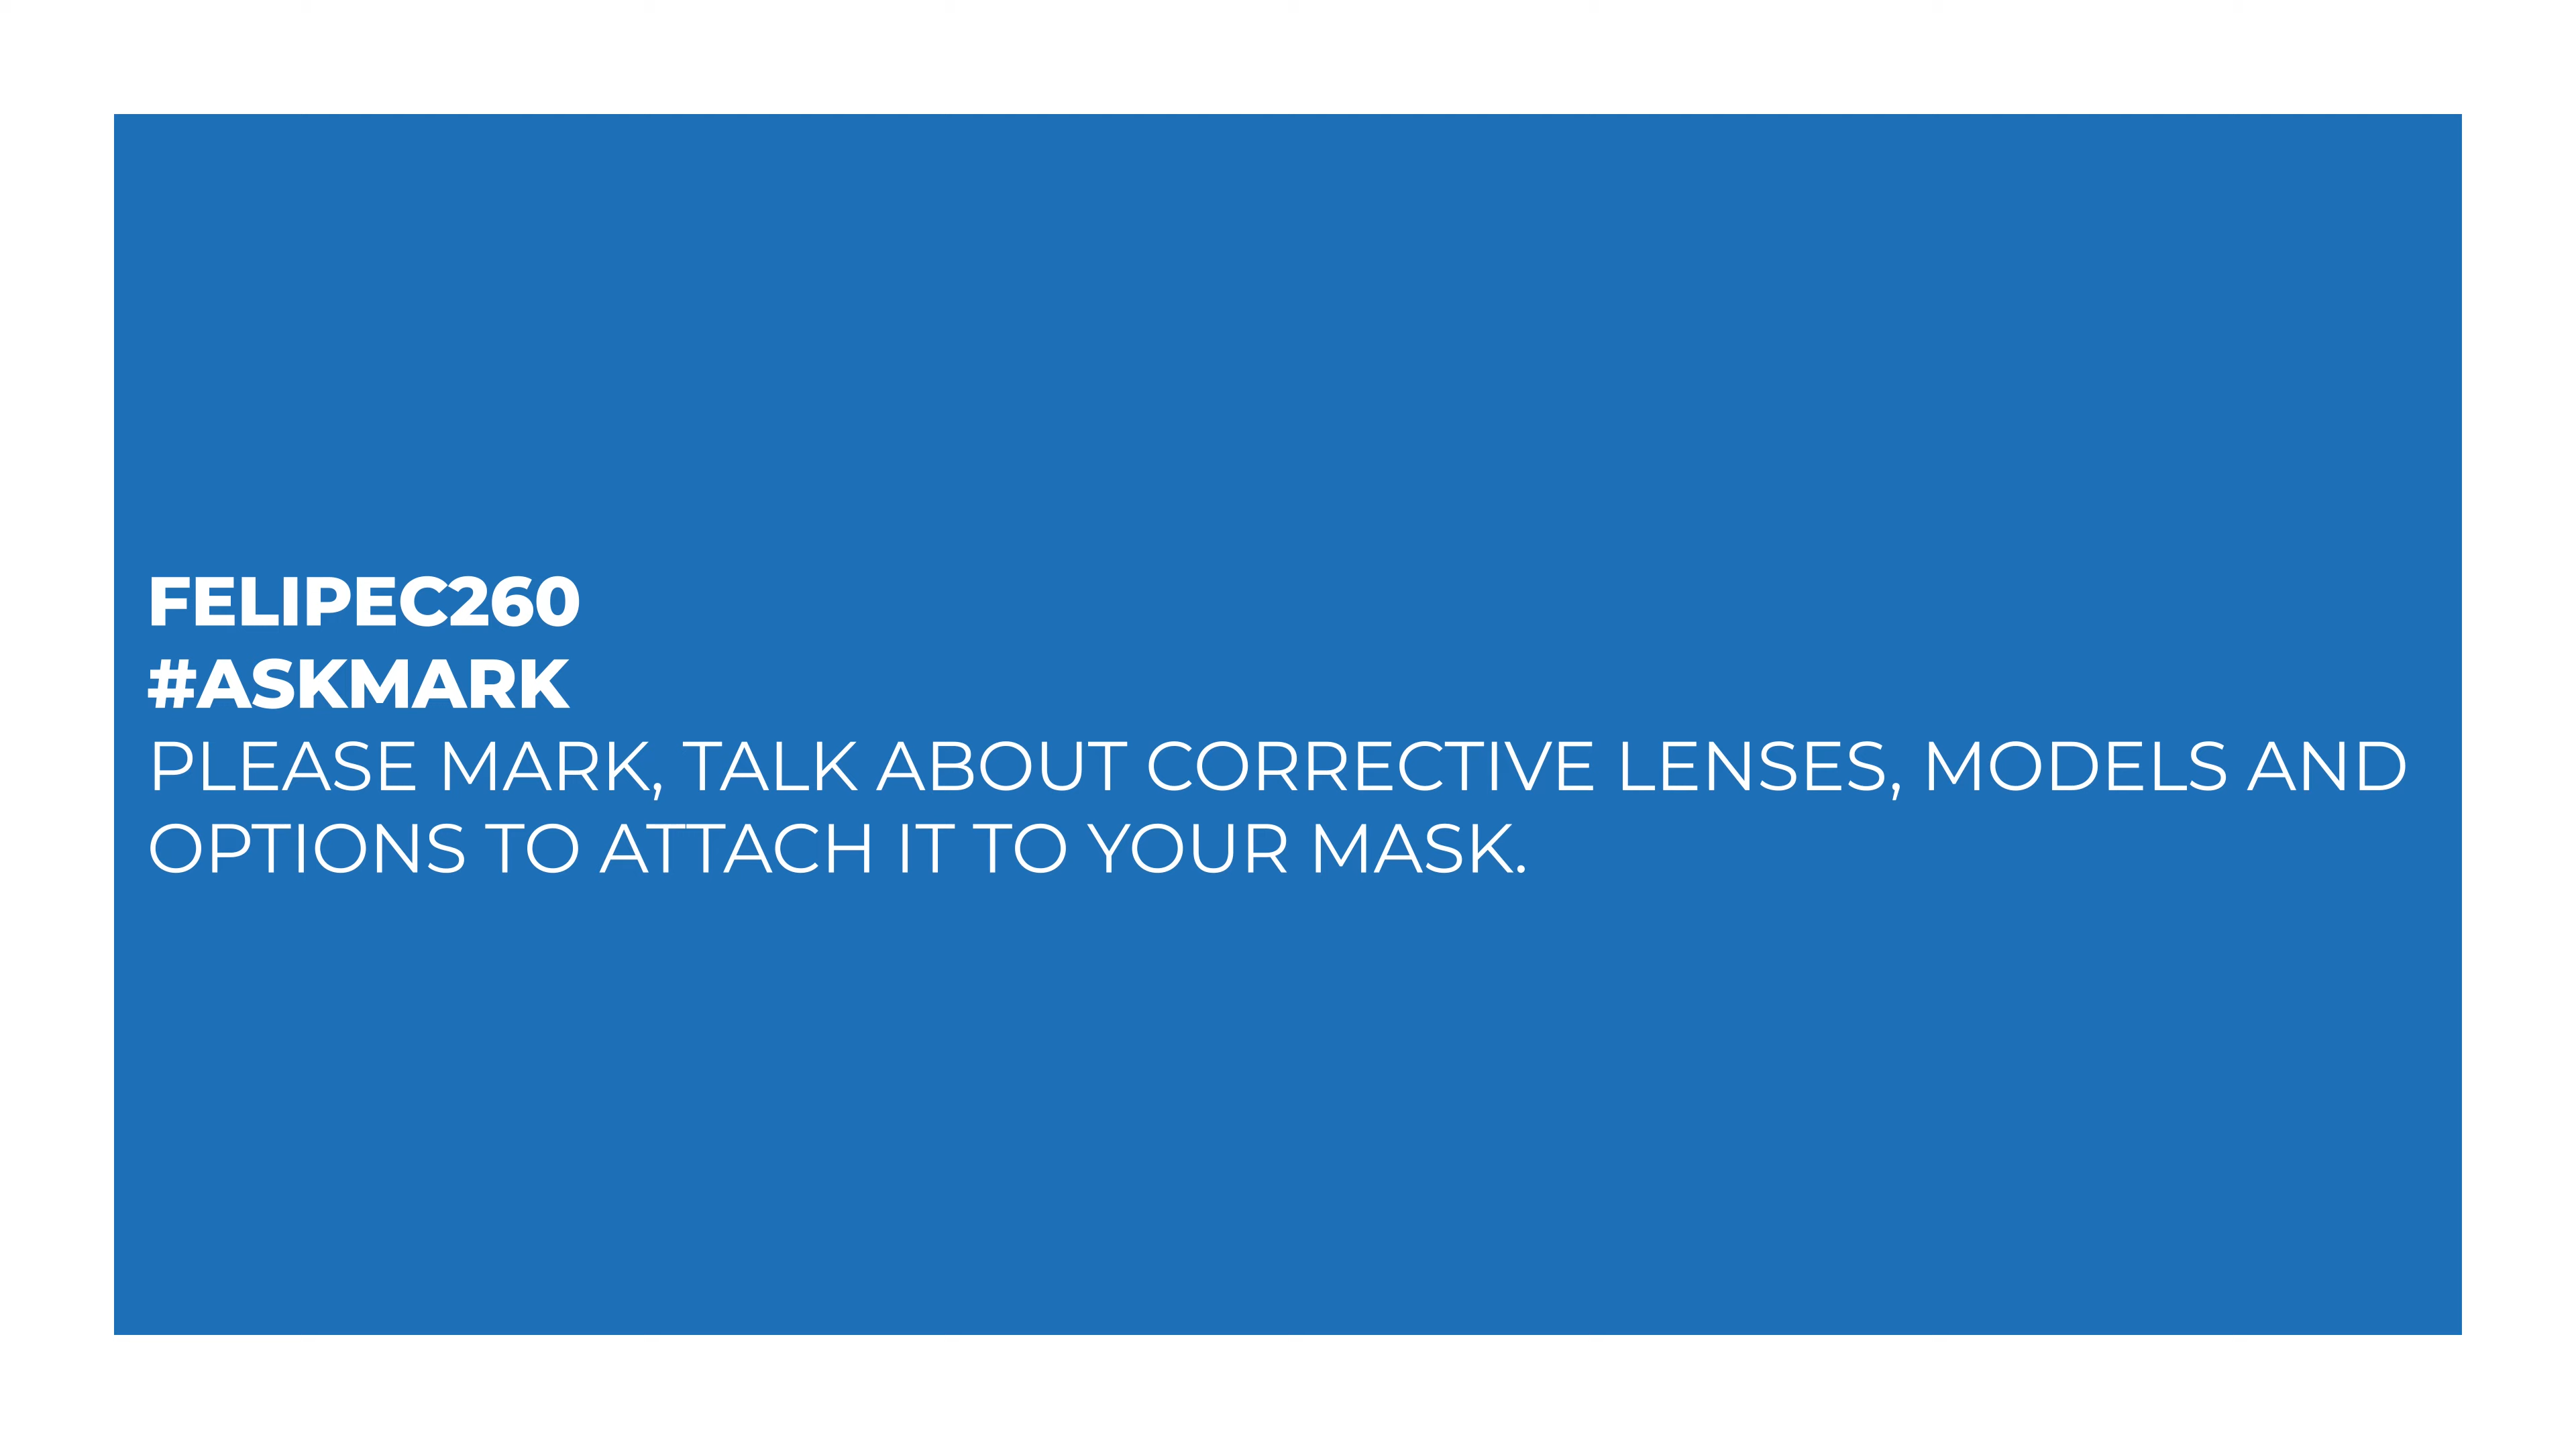 FELIPEC260
#ASKMARK
PLEASE MARK, TALK ABOUT CORRECTIVE LENSES, MODELS AND
OPTIONS TO ATTACH IT TO YOUR MASK.